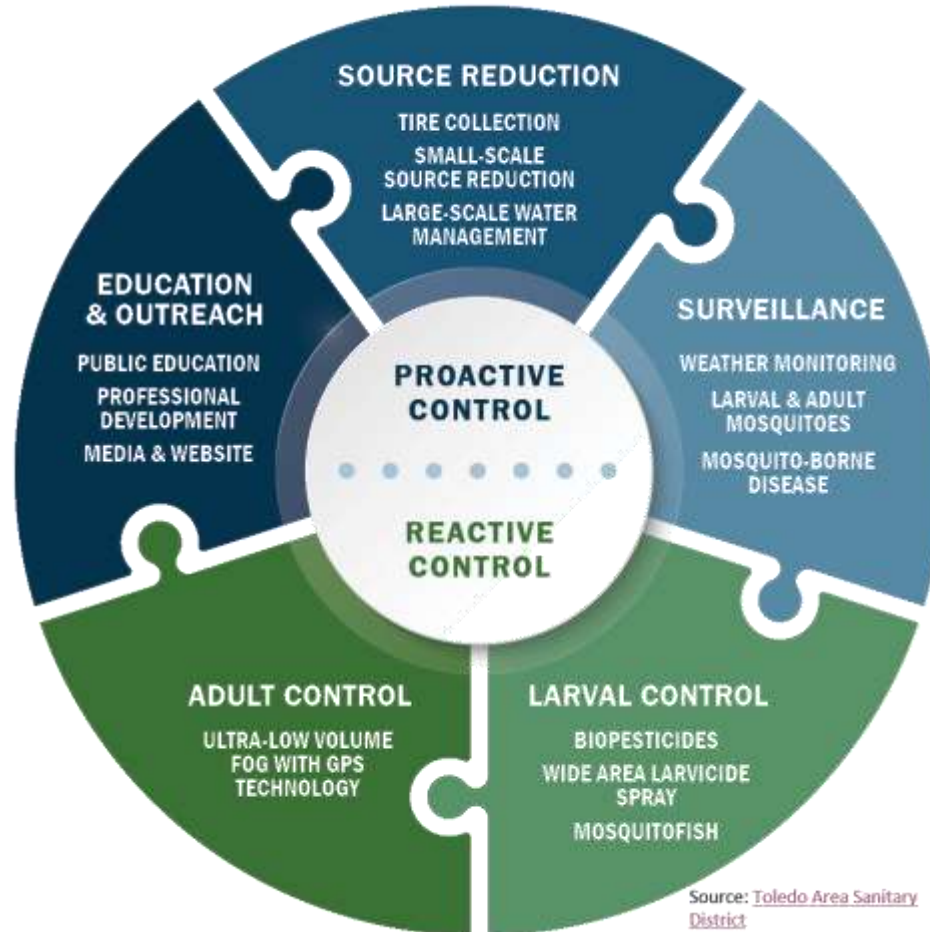 SOURCE REDUCTION
TIRE COLLECTION
SMALL-SCALE
SOURCE REDUCTION
LARGE-SCALE WATER
MANAGEMENT
EDUCATION
& OUTREACH
PUBLIC EDUCATION
PROFESSIONAL
DEVELOPMENT
MEDIA & WEBSITE
SURVEILLANCE
WEATHER MONITORING
LARVAL & ADULT
MOSQUITOES
MOSQUITO-BORNE
DISEASE
PROACTIVE
CONTROL
REACTIVE
CONTROL
ADULT CONTROL
ULTRA-LOW VOLUME
FOG WITH GPS
TECHNOLOGY
LARVAL CONTROL
BIOPESTICIDES
WIDE AREA LARVICIDE
SPRAY
MOSQUITOFISH
Source: Toledo Area Sanitary
District